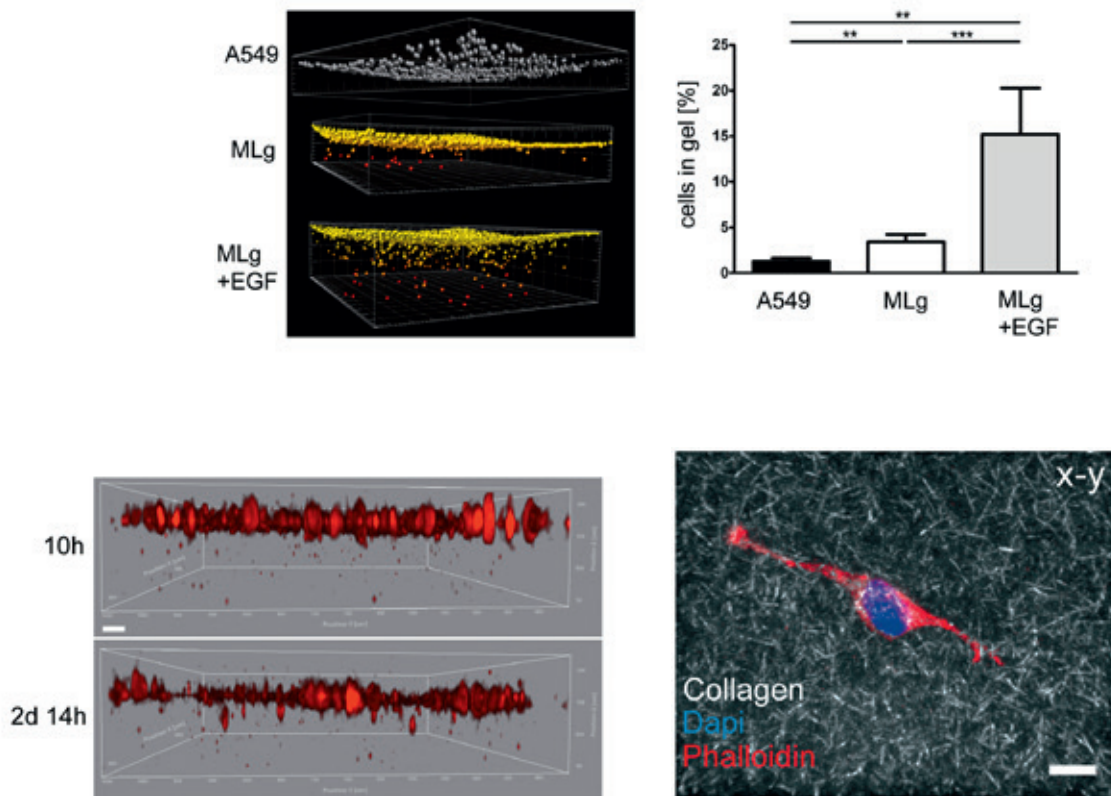 A549
MLg
MLg
+EGF
**
**
***
cells in gel [%]
25
20
15
10
5
0
A549
MLg
MLg
+EGF
10h
2d 14h
x-y
Collagen
Dapi
Phalloidin